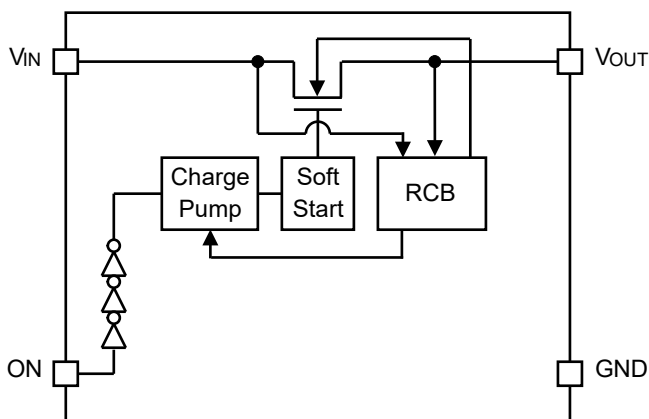 VIN
VOUT
Charge
Pump
Soft
Start
RCB
ON
GND